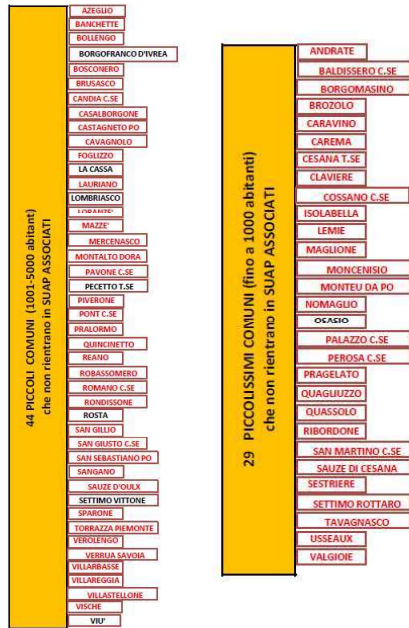 44 PICCOLI COMUNI (1001-5000 abitant)
che non rientrano in SUAP ASSOCIATI
AZEGLIO
BANCHETTE
BOLLENGO
BORGOFRANCO D'IVREA
BOSCONERO
BRUSASCO
CANDIA C.SE
CASALBORGONE
CASTAGNETO PO
CAVAGNOLO
FOGLIZZO
LA CASSA
LAURIANO
LOMBRIASCO
LORANZE'
MAZZE'
MERCENASCO
MONTALTO DORA
PAVONE C.SE
PECETTO T.SE
PIVERONE
PONT C.SE
PRALORMO
QUINCINETTO
REANO
ROBASSOMERO
ROMANO C.SE
RONDISSONE
ROSTA
SAN GILLIO
SAN GIUSTO C.SE
SAN SEBASTIANO PO
SANGANO
SAUZE D'OULX
SETTIMO VITTONE
SPARONE
TORRAZZA PIEMONTE
VEROLENGO
VERRUA SAVOIA
VILLARBASSE
VILLAREGGIA
VILLASTELLONE
VISCHE
VIU'
29 PICCOLISSIMI COMUNI (fino a 1000 abitanti)
che non rientrano in SUAP ASSOCIATI
ANDRATE
BALDISSERO C.SE
BORGOMASINO
BROZOLO
CARAVINO
CAREMA
CESANA T.SE
CLAVIERE
COSSANO C.SE
ISOLABELLA
LEMIE
MAGLIONE
MONCENISIO
MONTEU DA PO
NOMAGLIO
OSASIO
PALAZZO C.SE
PEROSA C.SE
PRAGELATO
QUAGLIUZZO
QUASSOLO
RIBORDONE
SAN MARTINO C.SE
SAUZE DI CESANA
SESTRIERE
SETTIMO ROTTARO
TAVAGNASCO
USSEAUX
VALGIOIE